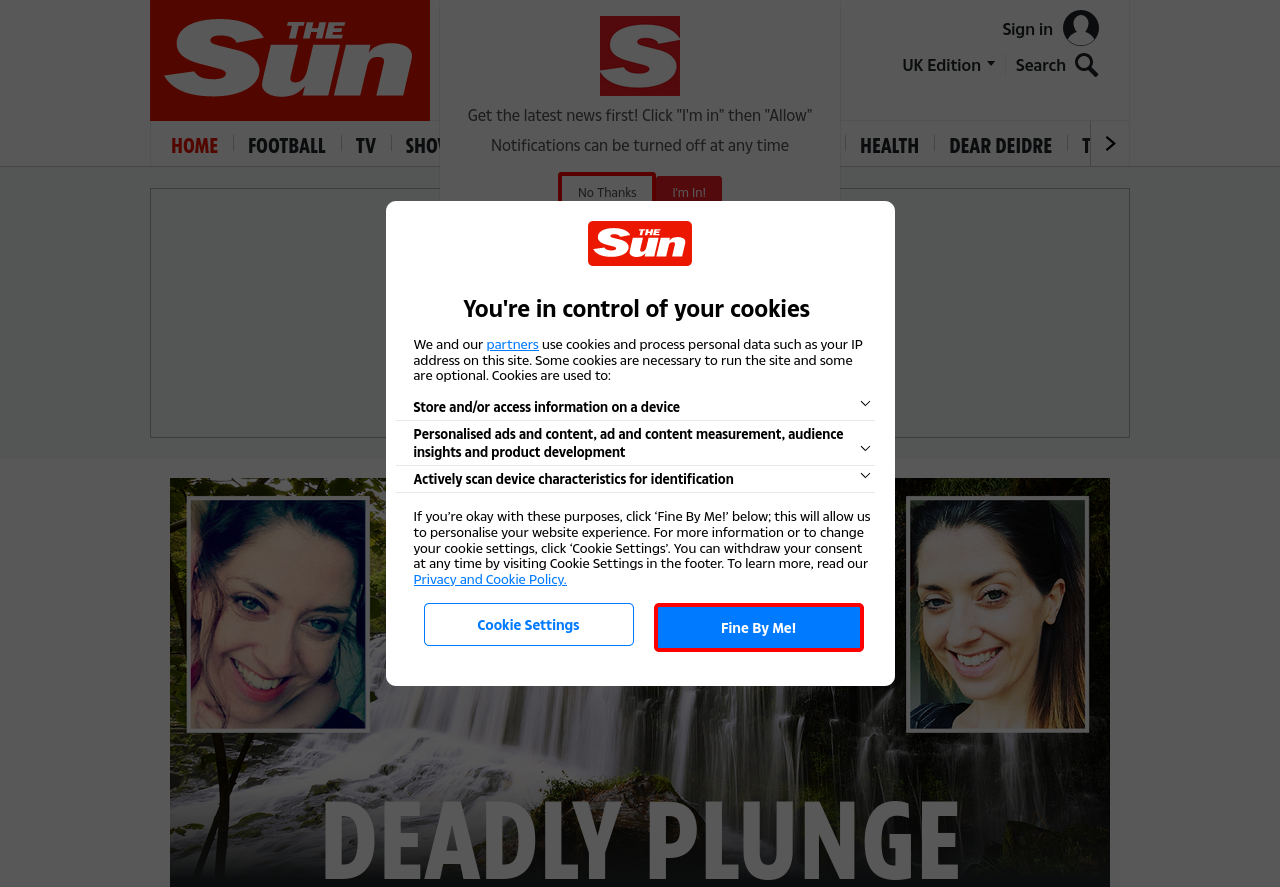 THE
Sun
S
Sign in
UK Edition
Search
Get the latest news first! Click "I'm in" then "Allow"
Notifications can be turned off at any time
HOME
FOOTBALL
TV
HEALTH
DEAR DEIDRE
No Thanks
I'm In!
THE
Sun
You're in control of your cookies
We and our partners use cookies and process personal data such as your IP
address on this site. Some cookies are necessary to run the site and some
are optional. Cookies are used to:
Store and/or access information on a device
Personalised ads and content, ad and content measurement, audience
insights and product development
Actively scan device characteristics for identification
If you’re okay with these purposes, click ‘Fine By Me!’ below; this will allow us
to personalise your website experience. For more information or to change
your cookie settings, click ‘Cookie Settings’. You can withdraw your consent
at any time by visiting Cookie Settings in the footer. To learn more, read our
Privacy and Cookie Policy.
Cookie Settings
Fine By Me!
DEADLY PLUNGE